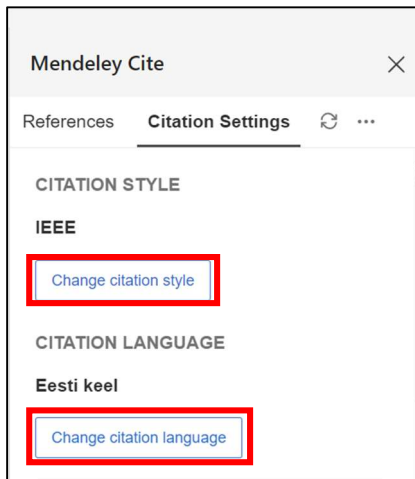 Mendeley Cite
References Citation Settings
CITATION STYLE
IEEE
Change citation style
CITATION LANGUAGE
Eesti keel
Change citation language